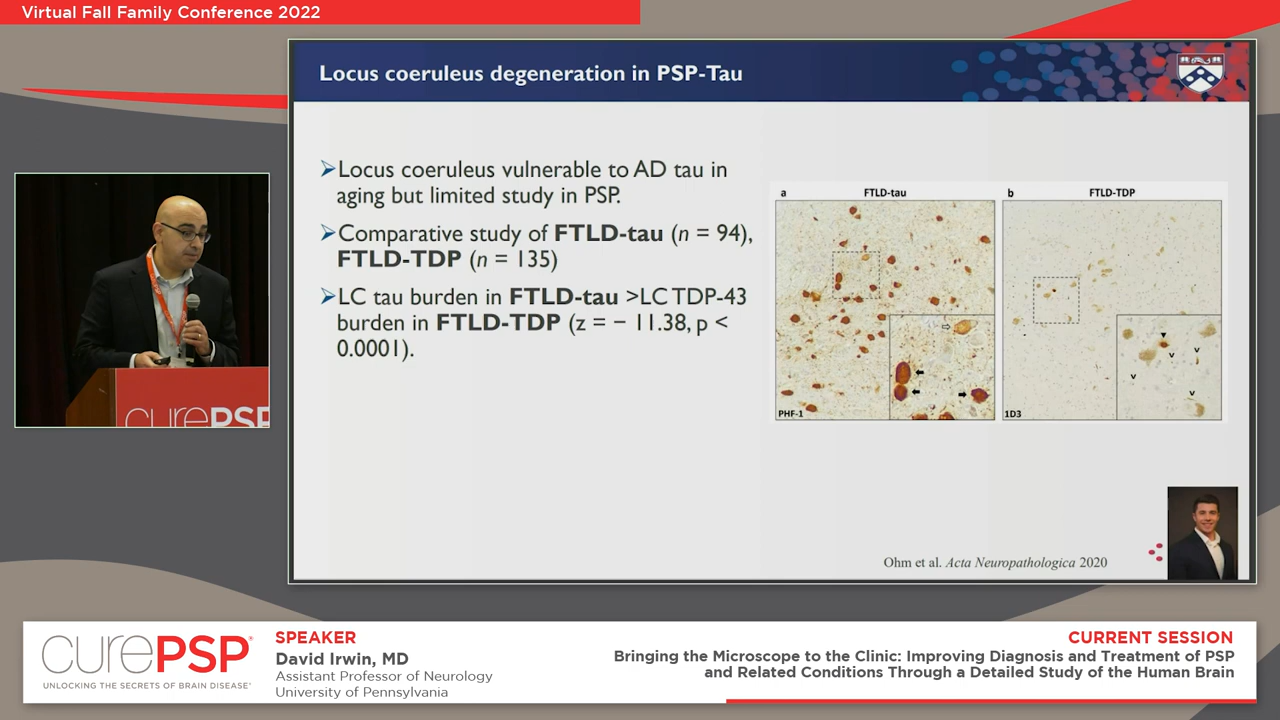 Virtual Fall Family Conference 2022
Locus coeruleus degeneration in PSP-Tau
➢Locus coeruleus vulnerable to AD tau in
aging but limited study in PSP.
➢Comparative study of FTLD-tau (n = 94),
FTLD-TDP (n = 135)
➢LC tau burden in FTLD-tau >LC TDP-43
burden in FTLD-TDP (z = − 11.38, p <
0.0001).
a FTLD-tau
b FTLD-TDP
PHF-1
1D3
Ohm et al. Acta Neuropathologica 2020
curePSP
curePSP®
UNLOCKING THE SECRETS OF BRAIN DISEASE®
SPEAKER
David Irwin, MD
Assistant Professor of Neurology
University of Pennsylvania
CURRENT SESSION
Bringing the Microscope to the Clinic: Improving Diagnosis and Treatment of PSP
and Related Conditions Through a Detailed Study of the Human Brain